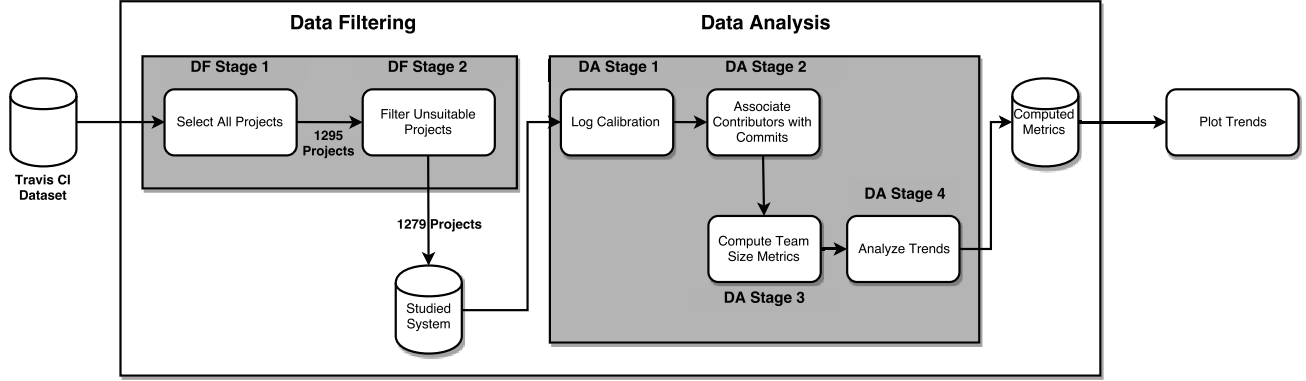 Data Filtering
Data Analysis
DF Stage 1
DF Stage 2
DA Stage 1
DA Stage 2
Travis CI
Dataset
Select All Projects
1295
Projects
Filter Unsuitable
Projects
1279 Projects
Studied
System
Log Calibration
Associate
Contributors with
Commits
Compute Team
Size Metrics
DA Stage 3
DA Stage 4
Analyze Trends
Computed
Metrics
Plot Trends